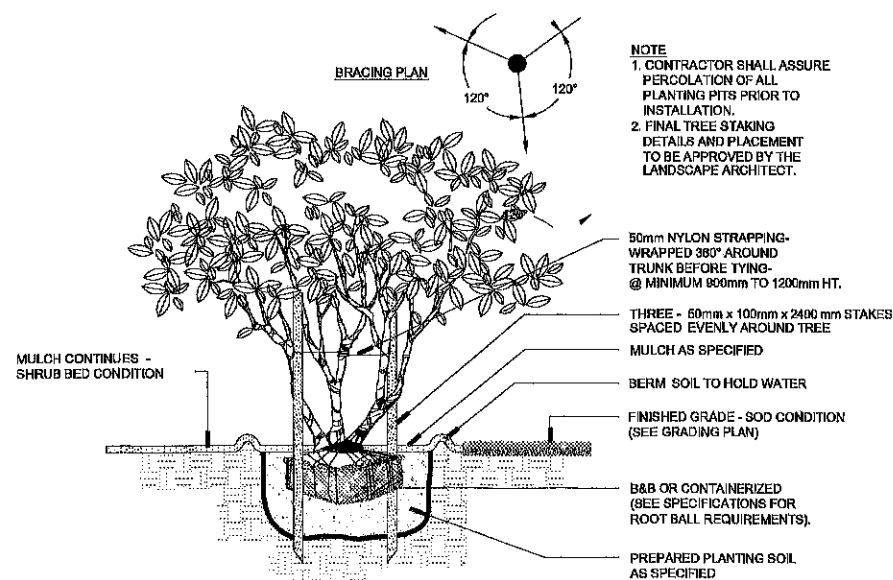 BRACING PLAN
120°
120°
NOTE
1. CONTRACTOR SHALL ASSURE
PERCOLATION OF ALL
PLANTING PITS PRIOR TO
INSTALLATION.
2. FINAL TREE STAKING
DETAILS AND PLACEMENT
TO BE APPROVED BY THE
LANDSCAPE ARCHITECT.
50mm NYLON STRAPPING-
WRAPPED 360° AROUND
TRUNK BEFORE TYING-
@ MINIMUM 900mm TO 1200mm HT.
THREE - 50mm x 100mm x 2400 mm STAKES
SPACED EVENLY AROUND TREE
MULCH AS SPECIFIED
BERM SOIL TO HOLD WATER
FINISHED GRADE - SOD CONDITION
(SEE GRADING PLAN)
B&B OR CONTAINERIZED
(SEE SPECIFICATIONS FOR
ROOT BALL REQUIREMENTS).
PREPARED PLANTING SOIL
AS SPECIFIED
MULCH CONTINUES -
SHRUB BED CONDITION